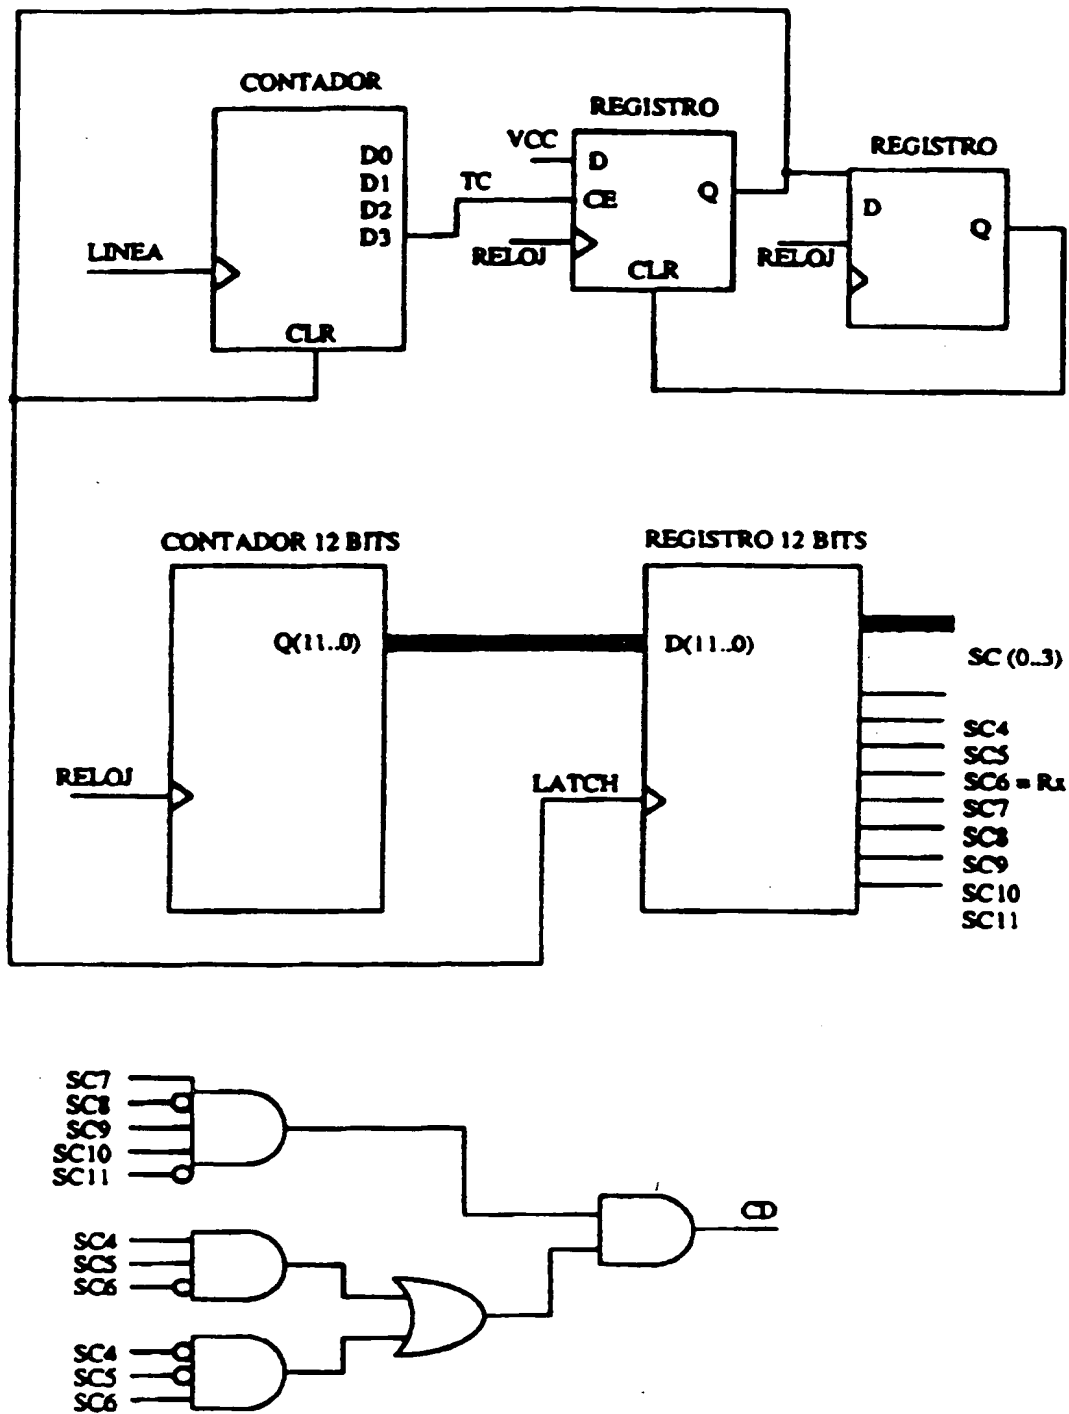 CONTADOR
D0
D1
D2
D3
LINEA
CLR
TC
REGISTRO
VCC
D
CE
Q
RELOJ
CLR
REGISTRO
D
Q
RELOJ
CONTADOR 12 BITS
Q(11..0)
RELOJ
REGISTRO 12 BITS
D(11..0)
LATCH
SC (0..3)
SC4
SC5
SC6 = Rx
SC7
SC8
SC9
SC10
SC11
SC7
SC8
SC9
SC10
SC11
SC4
SC5
SC6
SC4
SC5
SC6
CD